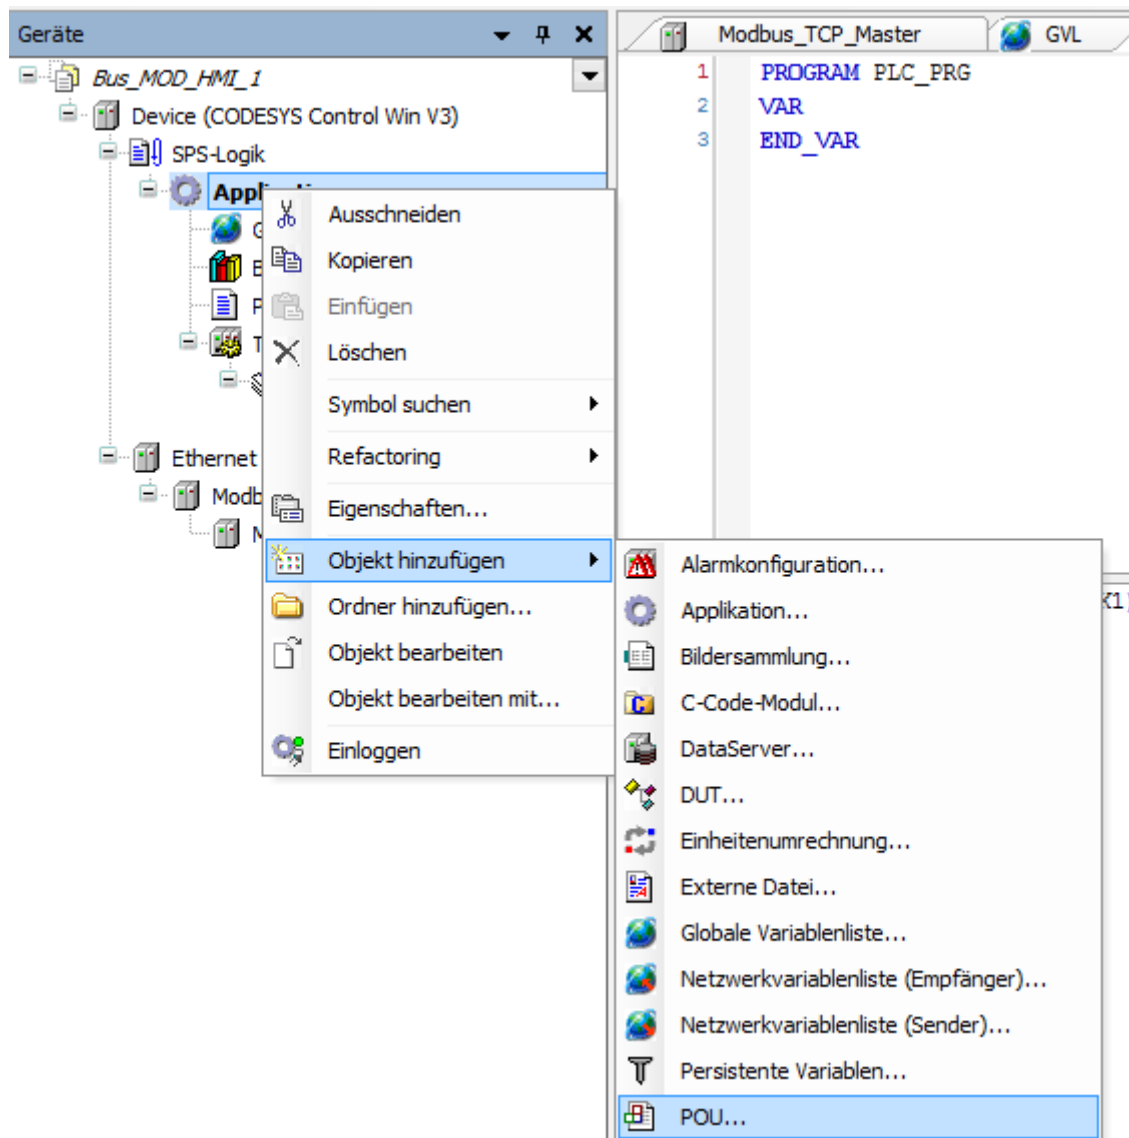 Geräte
Bus_MOD_HMI_1
Device (CODESYS Control Win V3)
SPS-Logik
Ethernet
Ausschneiden
Kopieren
Einfügen
Löschen
Symbol suchen
Refactoring
Eigenschaften...
Objekt hinzufügen
Ordner hinzufügen...
Objekt bearbeiten
Objekt bearbeiten mit...
Einloggen
Modbus_TCP_Master
GVL
1 PROGRAM PLC_PRG
2 VAR
3 END_VAR
Alarmkonfiguration...
Applikation...
Bildersammlung...
C-Code-Modul...
DataServer...
DUT...
Einheitenumrechnung...
Externe Datei...
Globale Variablenliste...
Netzwerkvariablenliste (Empfänger)...
Netzwerkvariablenliste (Sender)...
Persistente Variablen...
POU...